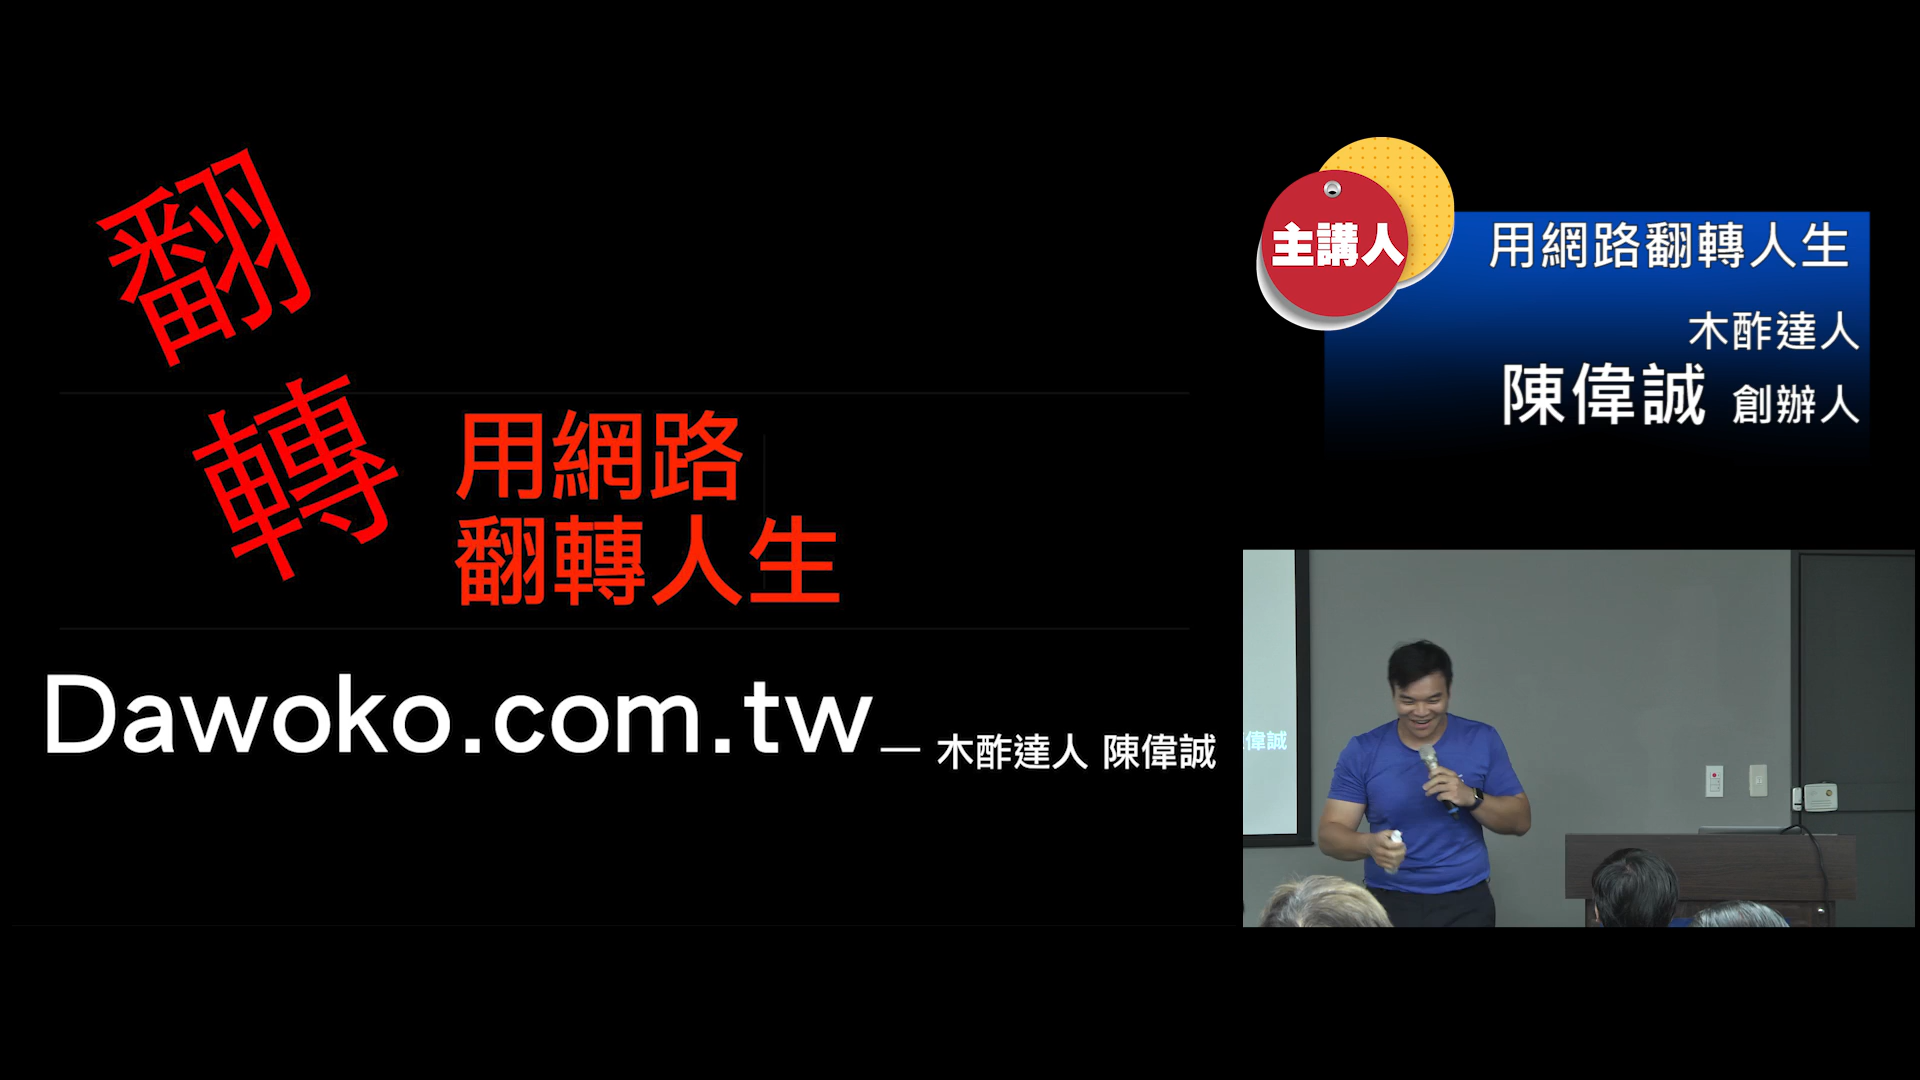 翻
轉
用網路
翻轉人生
Dawoko.com.tw — 木酢達人 陳偉誠
主講人
用網路翻轉人生
木酢達人
陳偉誠 創辦人
偉誠